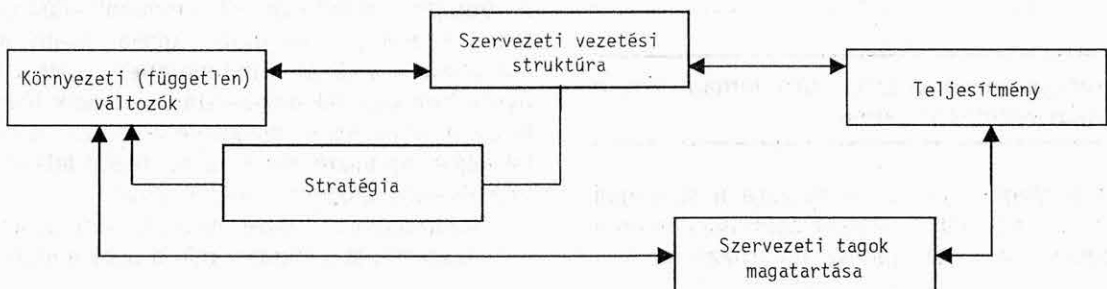 Szervezeti vezetési
struktúra
Környezeti (független)
változók
Teljesítmény
Stratégia
Szervezeti tagok
magatartása